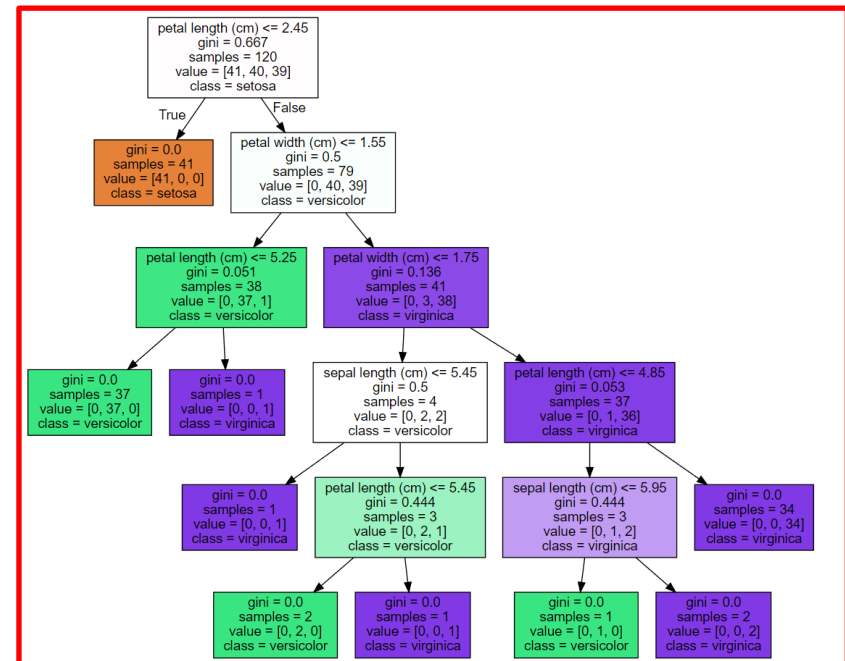 petal length (cm) <= 2.45
gini = 0.667
samples = 120
value = [41, 40, 39]
class = setosa
True
False
gini = 0.0
samples = 41
value = [41, 0, 0]
class = setosa
petal width (cm) <= 1.55
gini = 0.5
samples = 79
value = [0, 40, 39]
class = versicolor
petal length (cm) <= 5.25
gini = 0.051
samples = 38
value = [0, 37, 1]
class = versicolor
petal width (cm) <= 1.75
gini = 0.136
samples = 41
value = [0, 3, 38]
class = virginica
gini = 0.0
samples = 37
value = [0, 37, 0]
class = versicolor
gini = 0.0
samples = 1
value = [0, 0, 1]
class = virginica
sepal length (cm) <= 5.45
gini = 0.5
samples = 4
value = [0, 2, 2]
class = versicolor
petal length (cm) <= 4.85
gini = 0.053
samples = 37
value = [0, 1, 36]
class = virginica
gini = 0.0
samples = 1
value = [0, 0, 1]
class = virginica
petal length (cm) <= 5.45
gini = 0.444
samples = 3
value = [0, 2, 1]
class = versicolor
sepal length (cm) <= 5.95
gini = 0.444
samples = 3
value = [0, 1, 2]
class = virginica
gini = 0.0
samples = 34
value = [0, 0, 34]
class = virginica
gini = 0.0
samples = 2
value = [0, 2, 0]
class = versicolor
gini = 0.0
samples = 1
value = [0, 0, 1]
class = virginica
gini = 0.0
samples = 1
value = [0, 1, 0]
class = versicolor
gini = 0.0
samples = 2
value = [0, 0, 2]
class = virginica